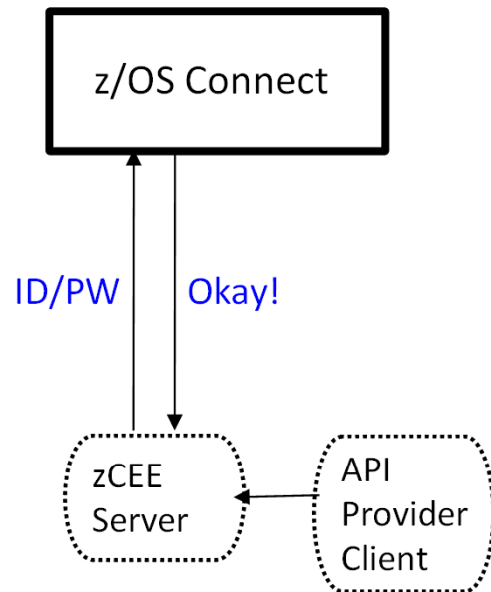 z/OS Connect
ID/PW
Okay!
zCEE
Server
API
Provider
Client